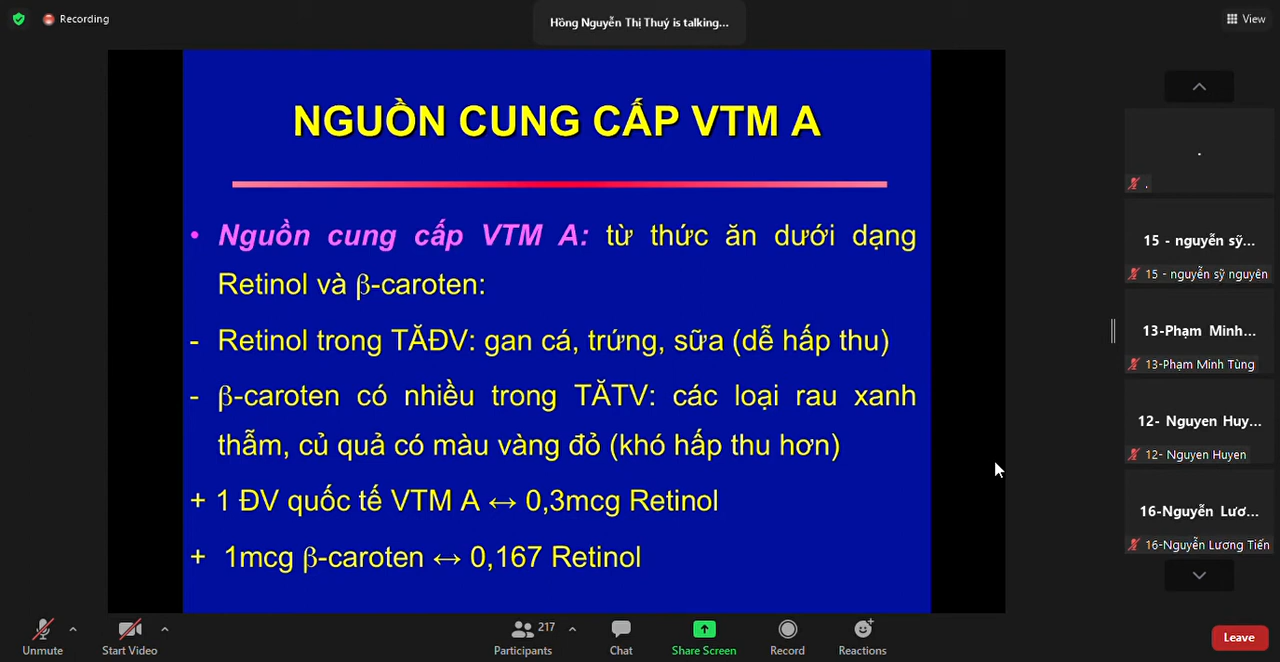 Recording
Hồng Nguyễn Thị Thuý is talking...
View
NGUỒN CUNG CẤP VTM A
• Nguồn cung cấp VTM A: từ thức ăn dưới dạng
Retinol và β-caroten:
- Retinol trong TĂĐV: gan cá, trứng, sữa (dễ hấp thu)
- β-caroten có nhiều trong TĂTV: các loại rau xanh
thẫm, củ quả có màu vàng đỏ (khó hấp thu hơn)
+ 1 ĐV quốc tế VTM A ↔ 0,3mcg Retinol
+ 1mcg β-caroten ↔ 0,167 Retinol
.
.
15 - nguyễn sỹ...
15 - nguyễn sỹ nguyên
13-Phạm Minh...
13-Phạm Minh Tùng
12- Nguyen Huy...
12- Nguyen Huyen
16-Nguyễn Lươ...
16-Nguyễn Lương Tiến
Unmute
Start Video
217
Participants
Chat
Share Screen
Record
Reactions
Leave